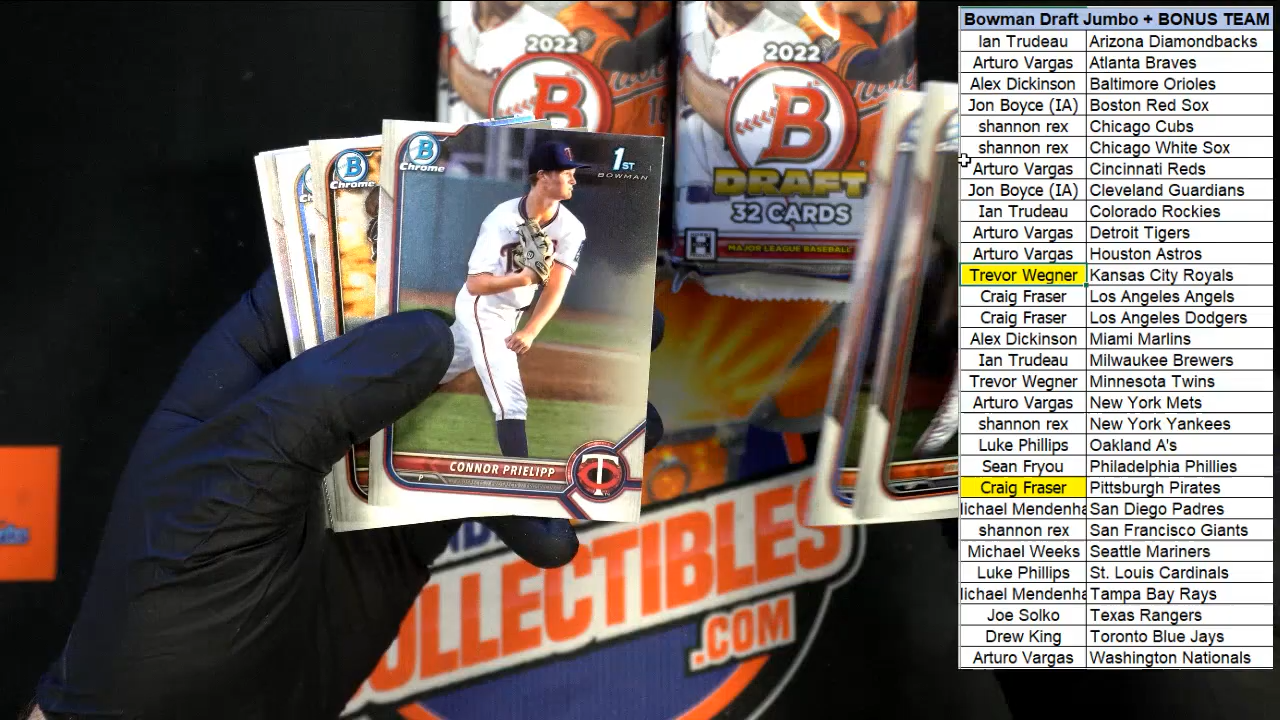 2022
B
2022
B
DRAFT
32 CARDS
MAJOR LEAGUE BASEBALL
B
Chrome
B
Chrome
1ST
BOWMAN
CONNOR PRIELIPP
T
COLLECTIBLES
.COM
Bowman Draft Jumbo + BONUS TEAM
Ian Trudeau Arizona Diamondbacks
Arturo Vargas Atlanta Braves
Alex Dickinson Baltimore Orioles
Jon Boyce (IA) Boston Red Sox
shannon rex Chicago Cubs
shannon rex Chicago White Sox
Arturo Vargas Cincinnati Reds
Jon Boyce (IA) Cleveland Guardians
Ian Trudeau Colorado Rockies
Arturo Vargas Detroit Tigers
Arturo Vargas Houston Astros
Trevor Wegner Kansas City Royals
Craig Fraser Los Angeles Angels
Craig Fraser Los Angeles Dodgers
Alex Dickinson Miami Marlins
Ian Trudeau Milwaukee Brewers
Trevor Wegner Minnesota Twins
Arturo Vargas New York Mets
shannon rex New York Yankees
Luke Phillips Oakland A's
Sean Fryou Philadelphia Phillies
Craig Fraser Pittsburgh Pirates
lichael Mendenha San Diego Padres
shannon rex San Francisco Giants
Michael Weeks Seattle Mariners
Luke Phillips St. Louis Cardinals
lichael Mendenha Tampa Bay Rays
Joe Solko Texas Rangers
Drew King Toronto Blue Jays
Arturo Vargas Washington Nationals